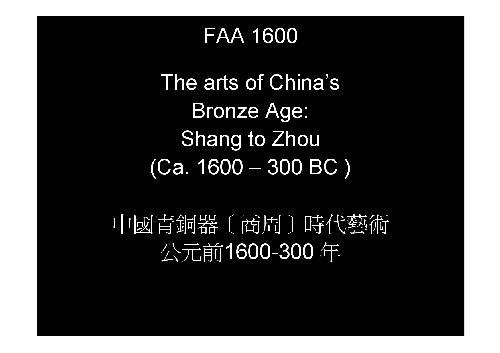 FAA 1600
The arts of China’s
Bronze Age:
Shang to Zhou
(Ca. 1600 – 300 BC )
中國青銅器〔商周〕時代藝術
公元前1600-300 年